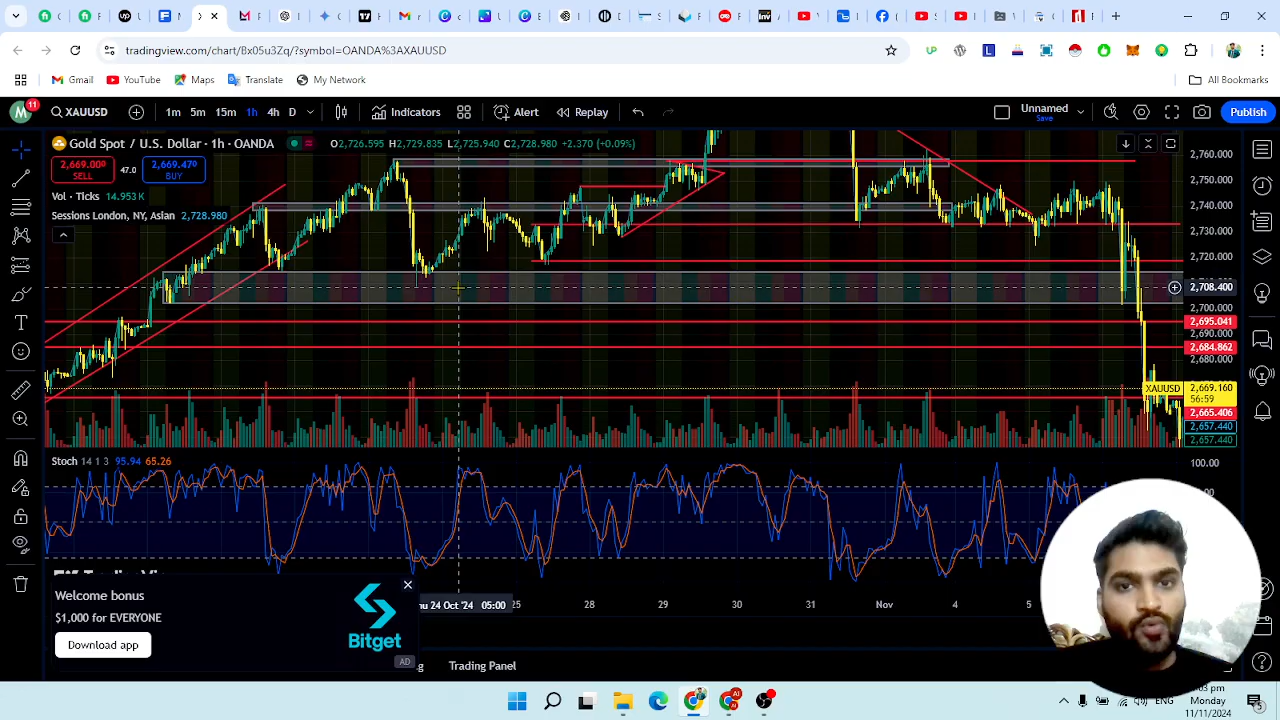 tradingview.com/chart/Bx05u3Zq/?symbol=OANDA%3AXAUUSD
Gmail YouTube Maps Translate My Network All Bookmarks
M 11 XAUUSD 1m 5m 15m 1h 4h D Indicators Alert Replay Unnamed Save Publish
Gold Spot / U.S. Dollar · 1h · OANDA O2,726.595 H2,729.835 L2,725.940 C2,728.980 +2.370 (+0.09%)
2,669.00⁰ SELL 47.0 2,669.47⁰ BUY
Vol · Ticks 14.953 K
Sessions London, NY, Asian 2,728.980
2,760.000
2,750.000
2,740.000
2,730.000
2,720.000
2,708.400
2,700.000
2,695.041
2,690.000
2,684.862
2,680.000
XAUUSD 2,669.160
56:59
2,665.406
2,657.440
2,657.440
Stoch 14 1 3 95.94 65.26
100.00
Welcome bonus
$1,000 for EVERYONE
Download app
Bitget
AD
24 Oct '24 05:00 25 28 29 30 31 Nov 4 5
Trading Panel
ENG
Monday
11/11/2024